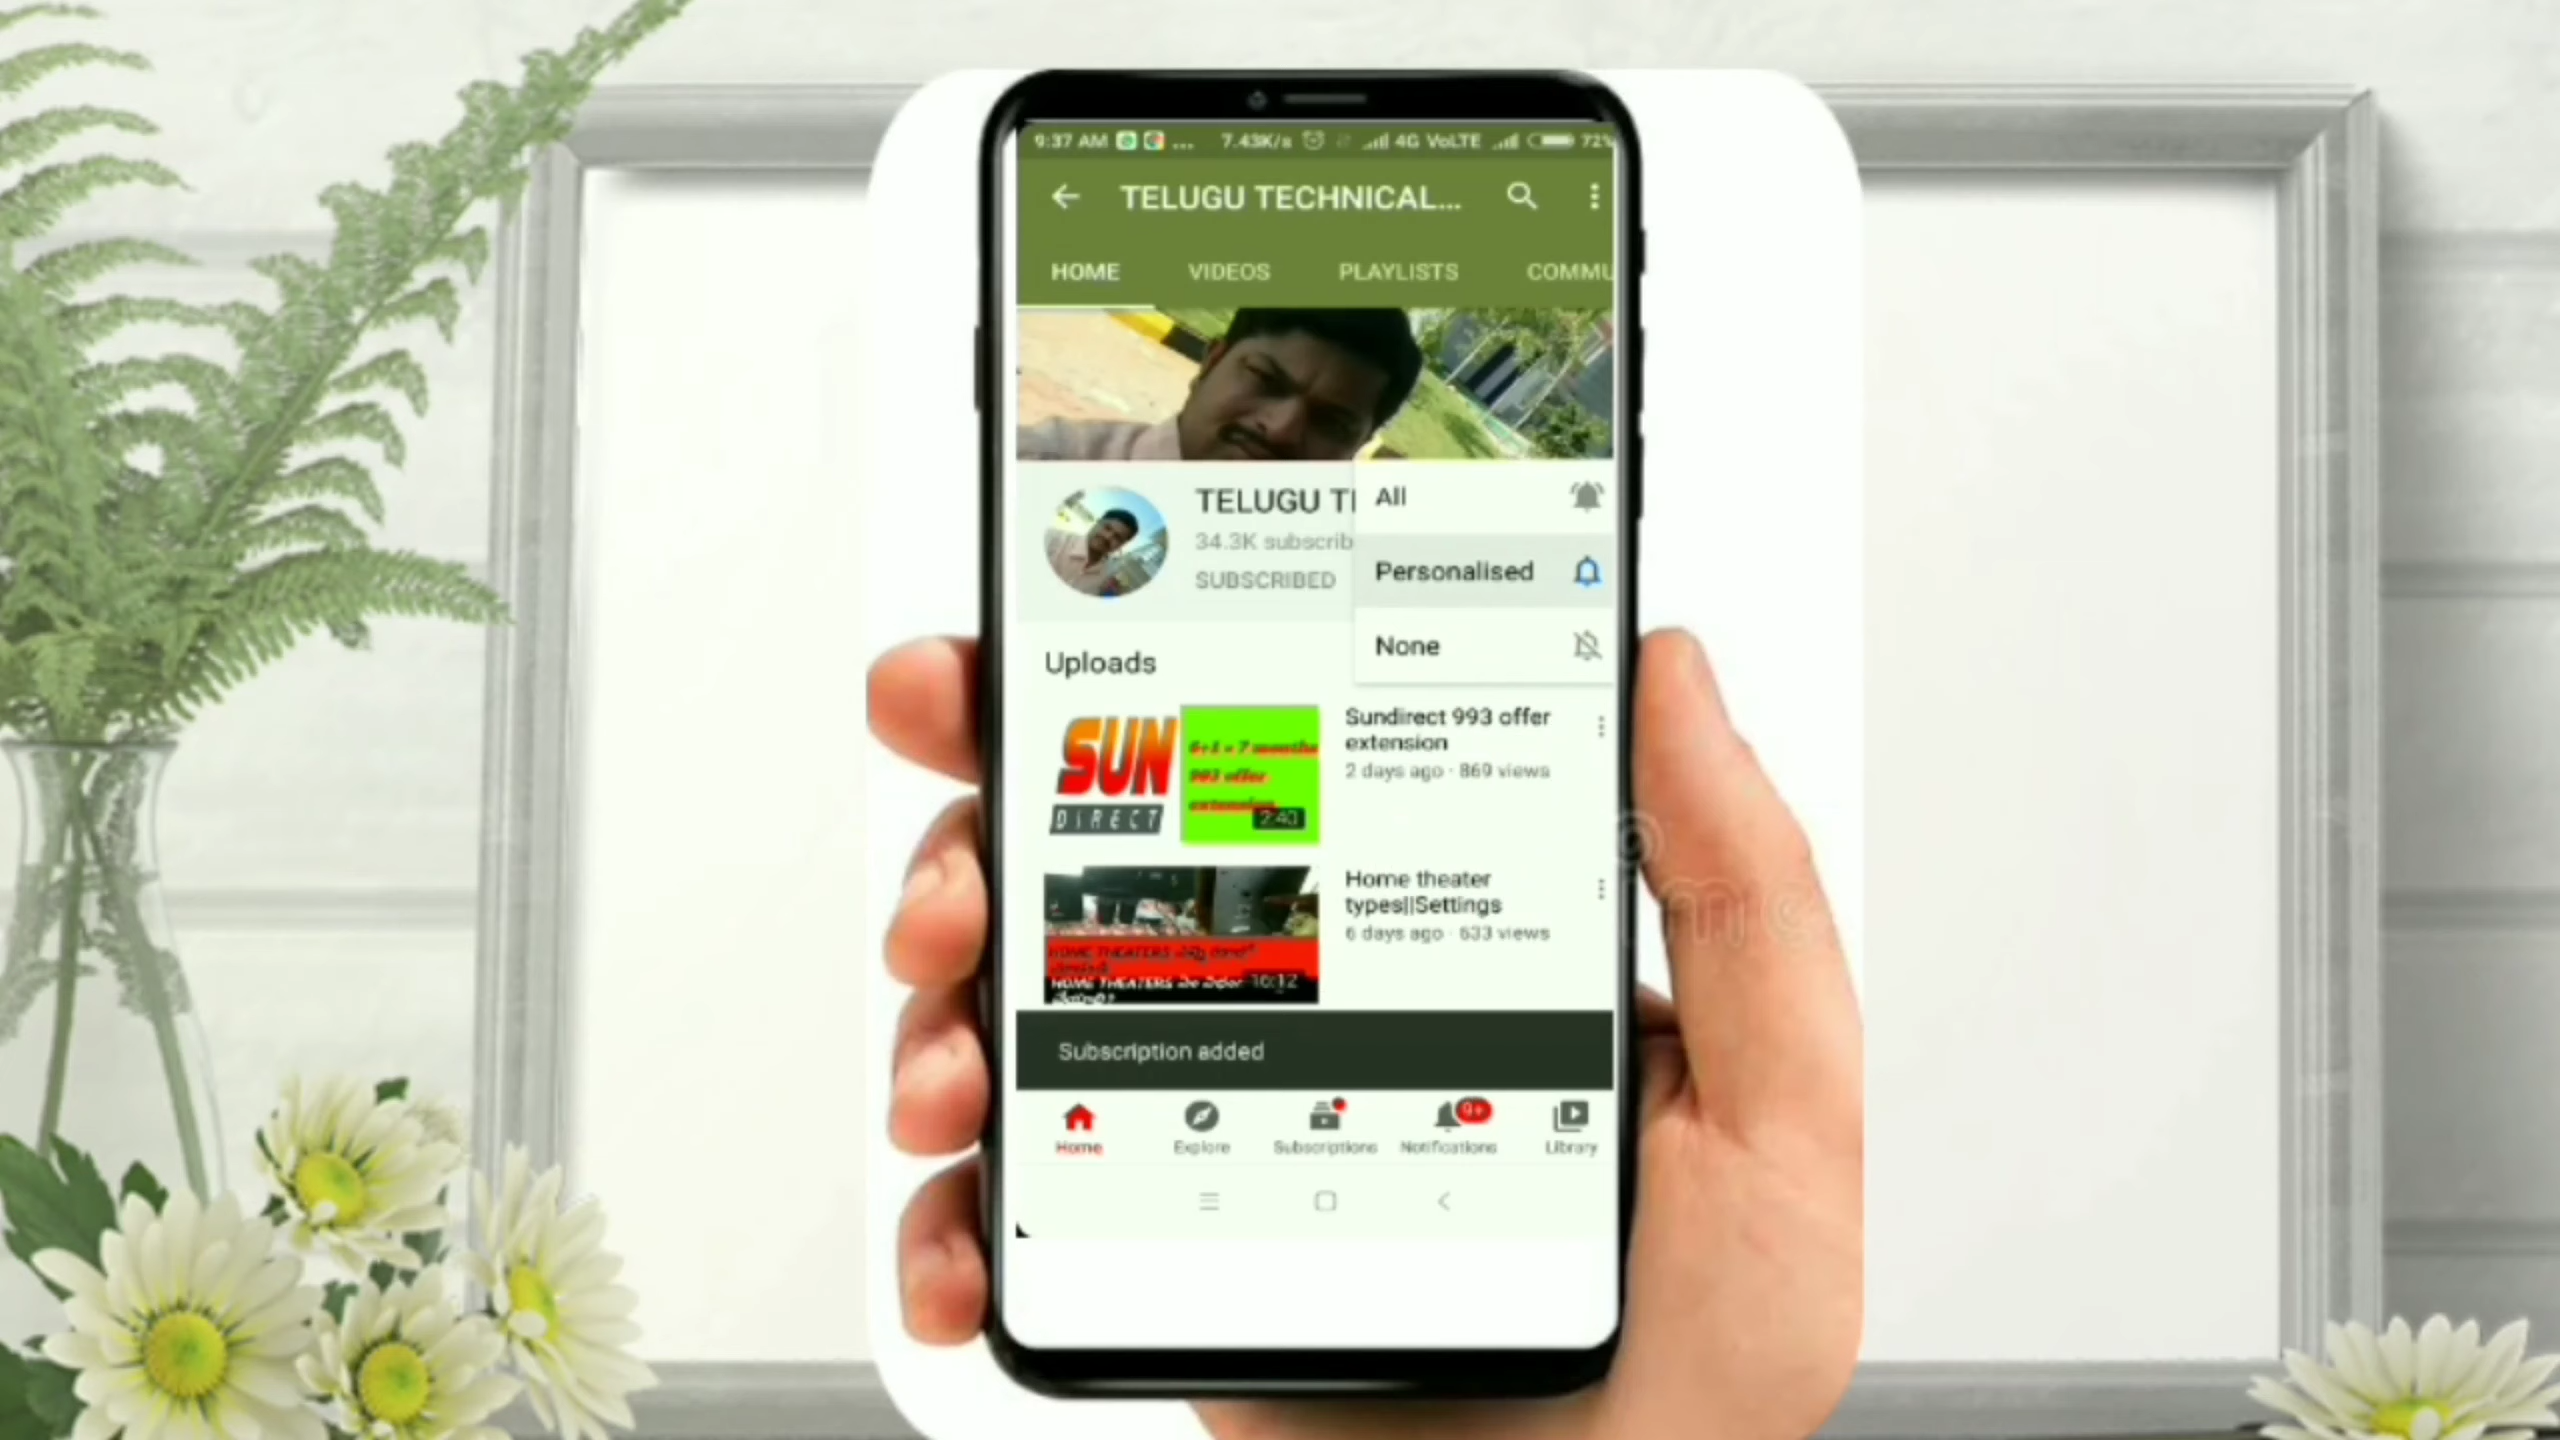 9:37 AM ... 7.43K/s 4G VoLTE 72%
TELUGU TECHNICAL...
HOME VIDEOS PLAYLISTS COMMU
TELUGU T
34.3K subscrib
SUBSCRIBED
All
Personalised
None
Uploads
SUN
DIRECT
6+1 = 7 months
993 offer
extension
2:40
Sundirect 993 offer
extension
2 days ago · 869 views
HOME THEATERS
HOME THEATERS
16:12
Home theater
types||Settings
6 days ago · 633 views
Subscription added
9+
Home Explore Subscriptions Notifications Library